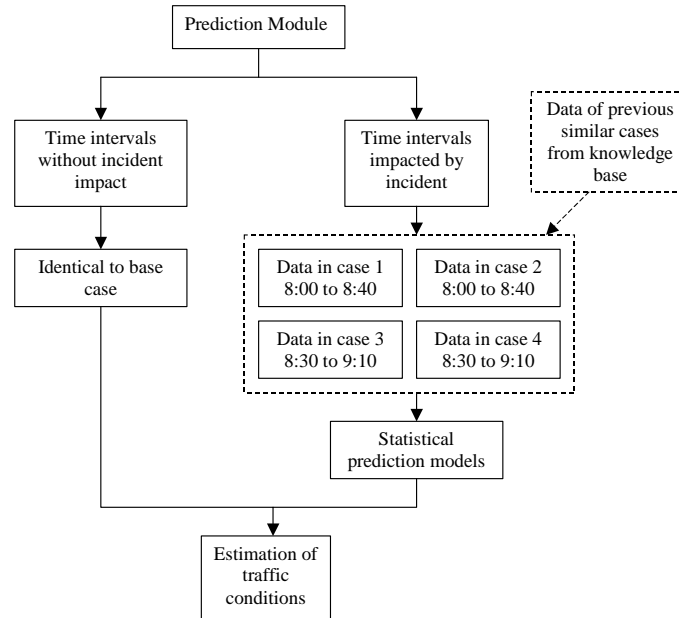 Prediction Module
Time intervals
without incident
impact
Time intervals
impacted by
incident
Data of previous
similar cases
from knowledge
base
Identical to base
case
Data in case 1
8:00 to 8:40
Data in case 2
8:00 to 8:40
Data in case 3
8:30 to 9:10
Data in case 4
8:30 to 9:10
Statistical
prediction models
Estimation of
traffic
conditions